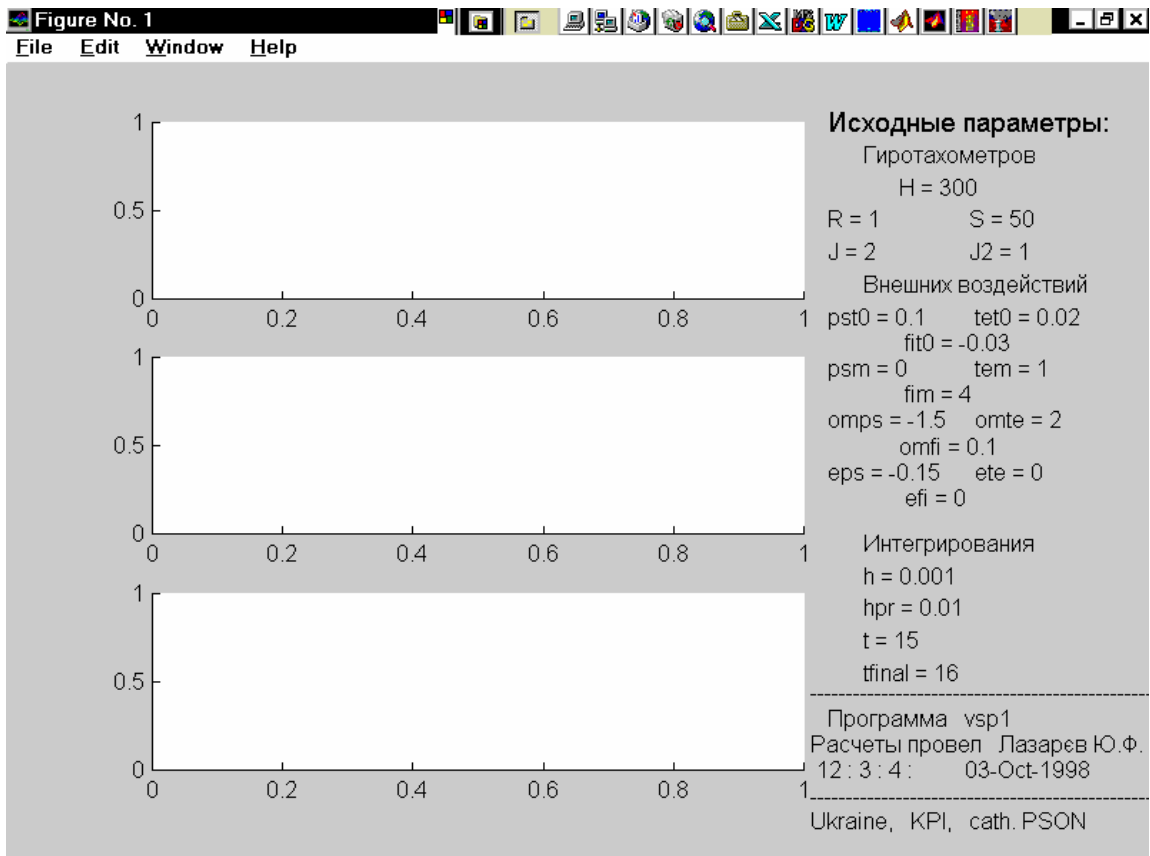 Figure No. 1
File Edit Window Help
1
0.5
0
0 0.2 0.4 0.6 0.8 1
1
0.5
0
0 0.2 0.4 0.6 0.8 1
1
0.5
0
0 0.2 0.4 0.6 0.8 1
Исходные параметры:
Гиротахометров
H = 300
R = 1 S = 50
J = 2 J2 = 1
Внешних воздействий
pst0 = 0.1 tet0 = 0.02
fit0 = -0.03
psm = 0 tem = 1
fim = 4
omps = -1.5 omte = 2
omfi = 0.1
eps = -0.15 ete = 0
efi = 0
Интегрирования
h = 0.001
hpr = 0.01
t = 15
tfinal = 16
Программа vsp1
Расчеты провел Лазарєв Ю.Ф.
12 : 3 : 4 : 03-Oct-1998
Ukraine, KPI, cath. PSON